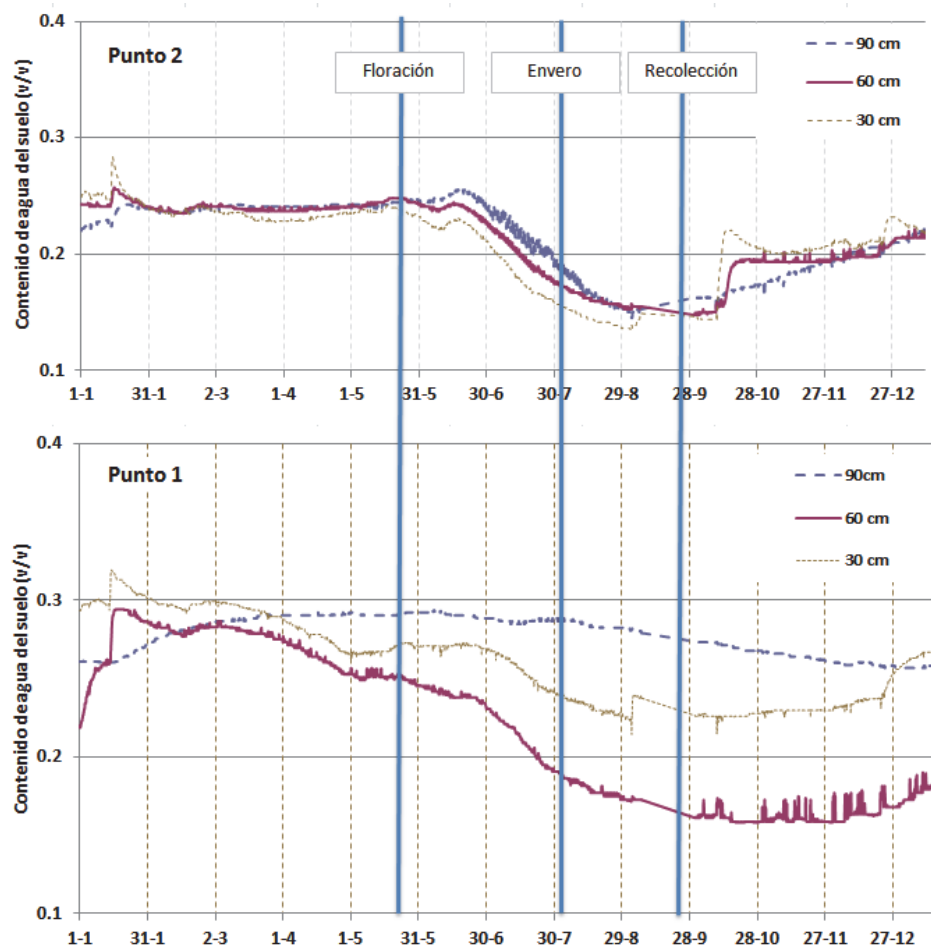 0.4
Punto 2
Floración
Envero
Recolección
90 cm
60 cm
30 cm
0.3
0.2
0.1
Contenido de agua del suelo (v/v)
1-1 31-1 2-3 1-4 1-5 31-5 30-6 30-7 29-8 28-9 28-10 27-11 27-12
0.4
Punto 1
90cm
60 cm
30 cm
0.3
0.2
0.1
Contenido de agua del suelo (v/v)
1-1 31-1 2-3 1-4 1-5 31-5 30-6 30-7 29-8 28-9 28-10 27-11 27-12